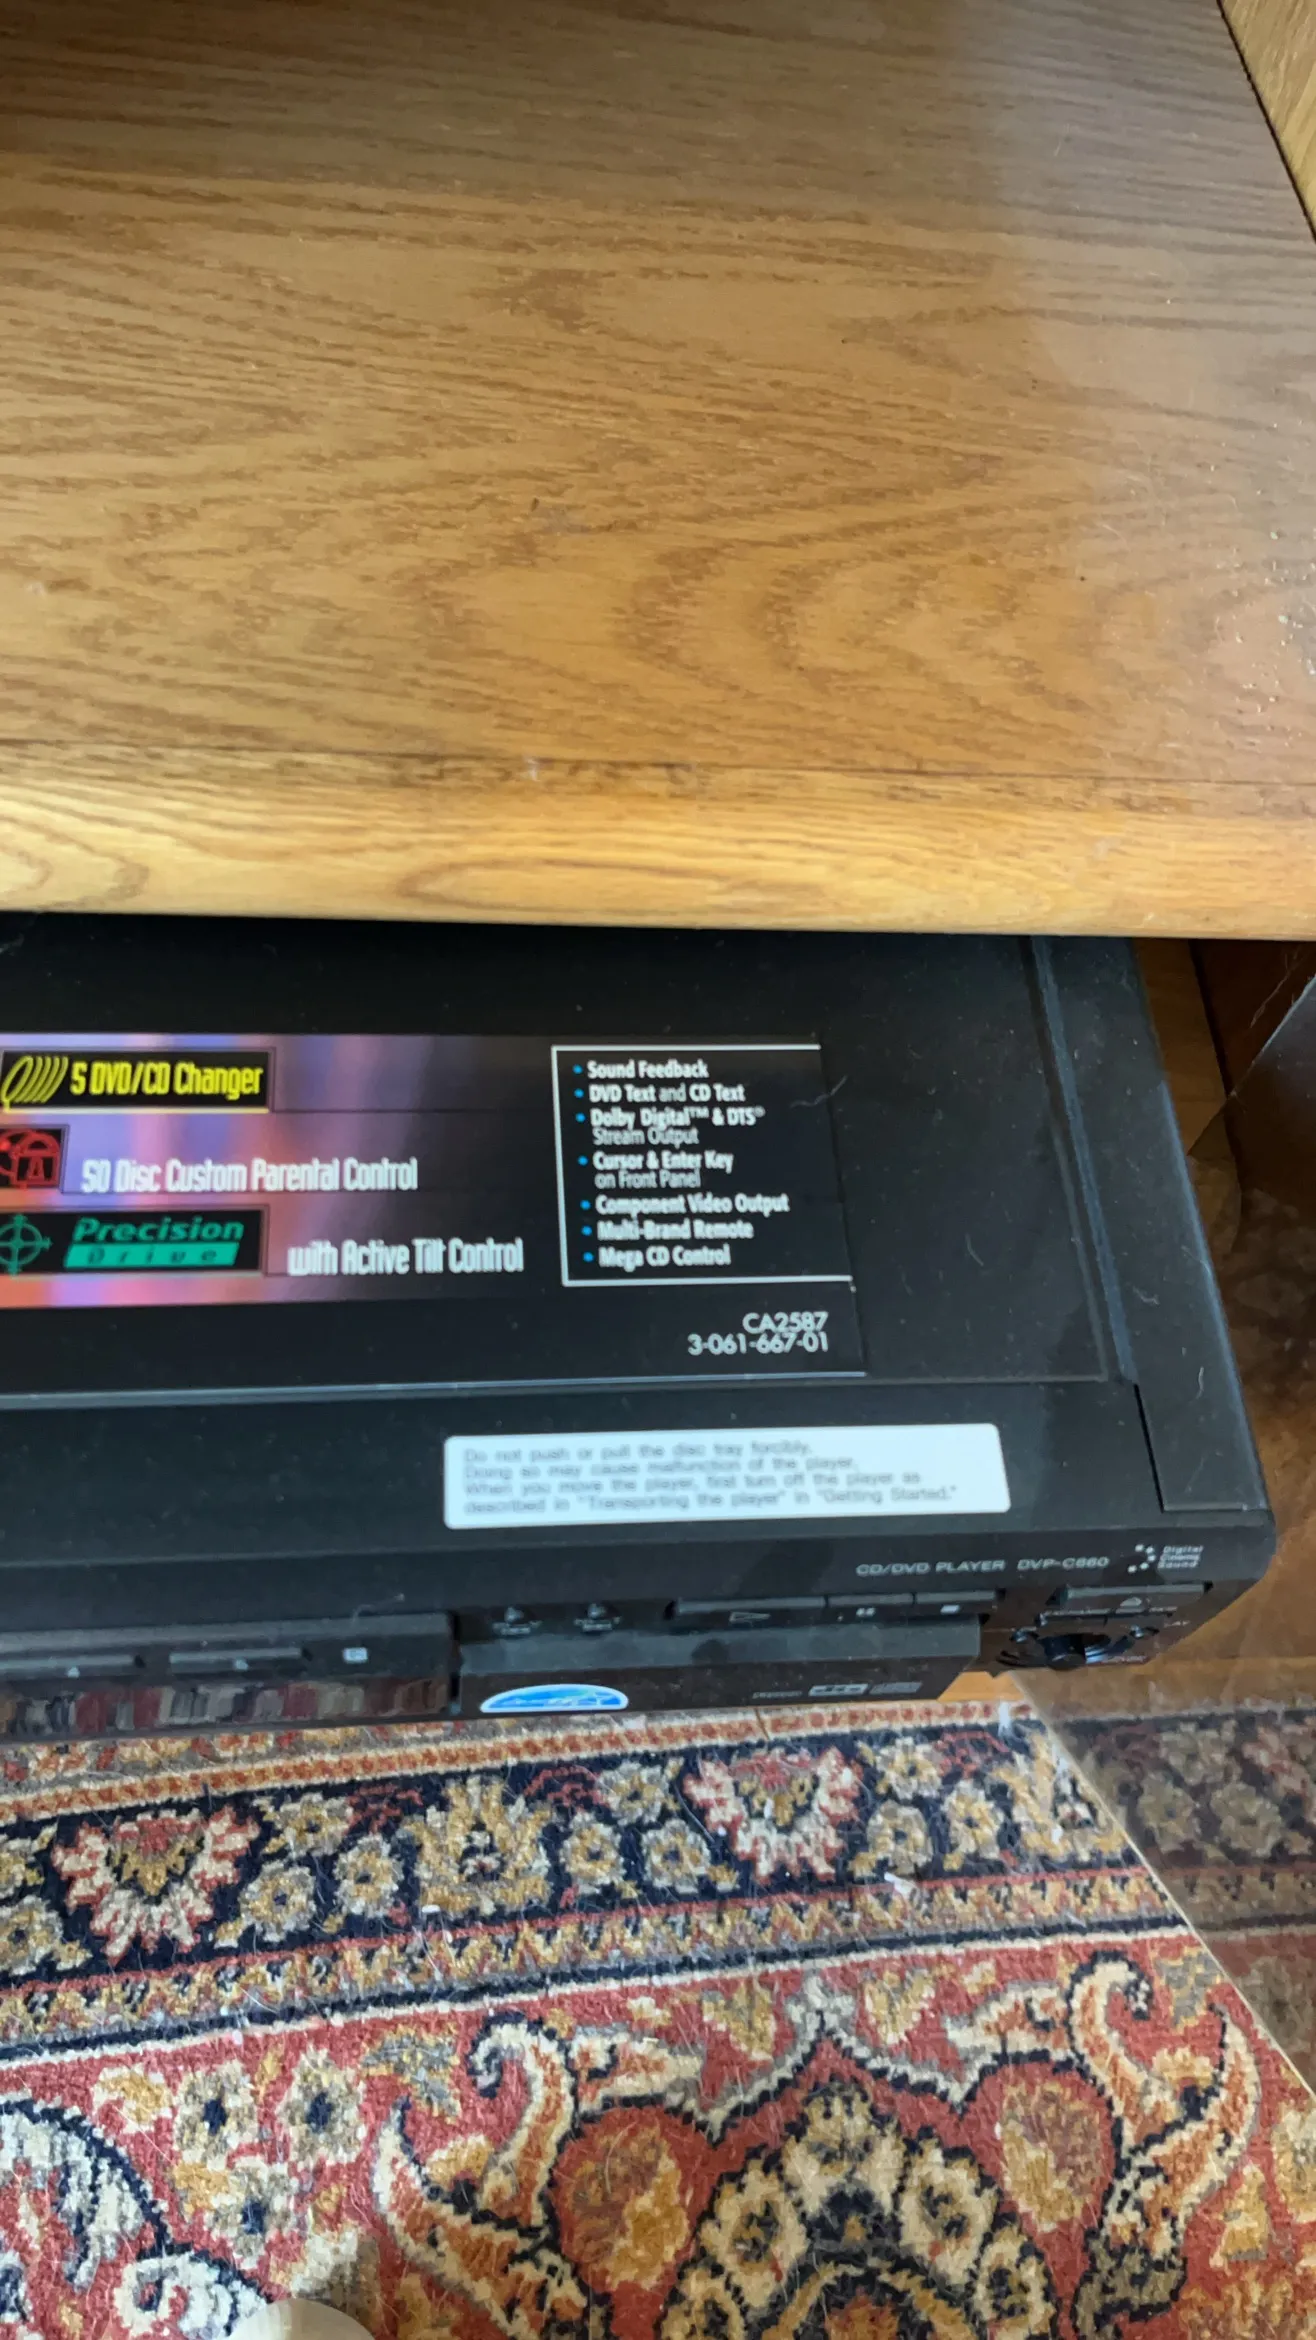 5 DVD/CD Changer
50 Disc Custom Parental Control
Precision
Drive
with Active Tilt Control
• Sound Feedback
• DVD Text and CD Text
• Dolby Digital™ & DTS®
Stream Output
• Cursor & Enter Key
on Front Panel
• Component Video Output
• Multi-Brand Remote
• Mega CD Control
CA2587
3-061-667-01
Do not push or pull the disc tray forcibly.
Doing so may cause malfunction of the player.
When you move the player, first turn off the player as
described in "Transporting the player" in "Getting Started."
CD/DVD PLAYER DVP-C660
Digital
Cinema
Sound